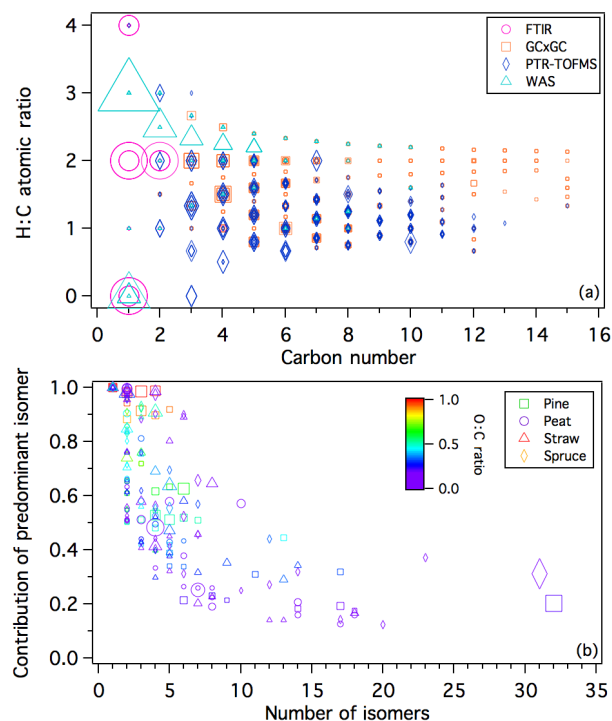 FTIR
GCxGC
PTR-TOFMS
WAS
H:C atomic ratio
4
3
2
1
0
(a)
0 2 4 6 8 10 12 14 16
Carbon number
Contribution of predominant isomer
1.0
0.8
0.6
0.4
0.2
0.0
1.0
0.5
0.0
O:C ratio
Pine
Peat
Straw
Spruce
(b)
0 5 10 15 20 25 30 35
Number of isomers